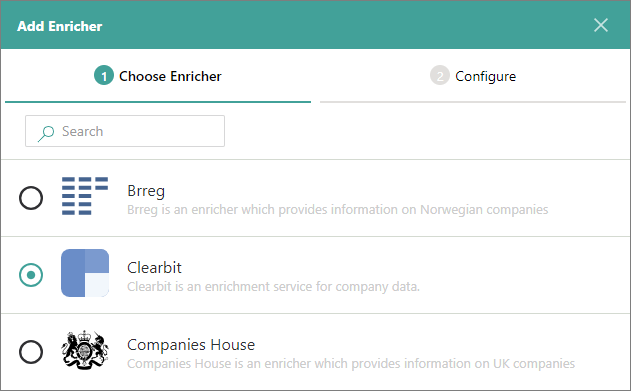 Add Enricher
1 Choose Enricher
2 Configure
Search
Brreg
Brreg is an enricher which provides information on Norwegian companies
Clearbit
Clearbit is an enrichment service for company data.
Companies House
Companies House is an enricher which provides information on UK companies